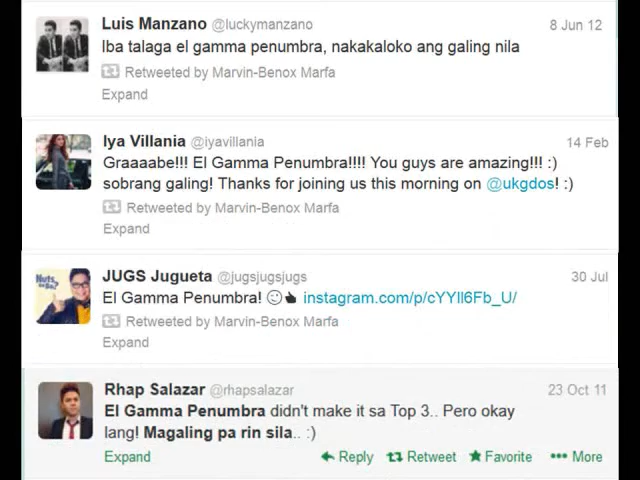 Luis Manzano @luckymanzano 8 Jun 12
Iba talaga el gamma penumbra, nakakaloko ang galing nila
Retweeted by Marvin-Benox Marfa
Expand
Iya Villania @iyavillania 14 Feb
Graaaabe!!! El Gamma Penumbra!!!! You guys are amazing!!! :)
sobrang galing! Thanks for joining us this morning on @ukgdos! :)
Retweeted by Marvin-Benox Marfa
Expand
Nuts,
JUGS Jugueta @jugsjugsjugs 30 Jul
El Gamma Penumbra! instagram.com/p/cYYll6Fb_U/
Retweeted by Marvin-Benox Marfa
Expand
Rhap Salazar @rhapsalazar 23 Oct 11
El Gamma Penumbra didn't make it sa Top 3.. Pero okay
lang! Magaling pa rin sila.. :)
Expand Reply Retweet Favorite More